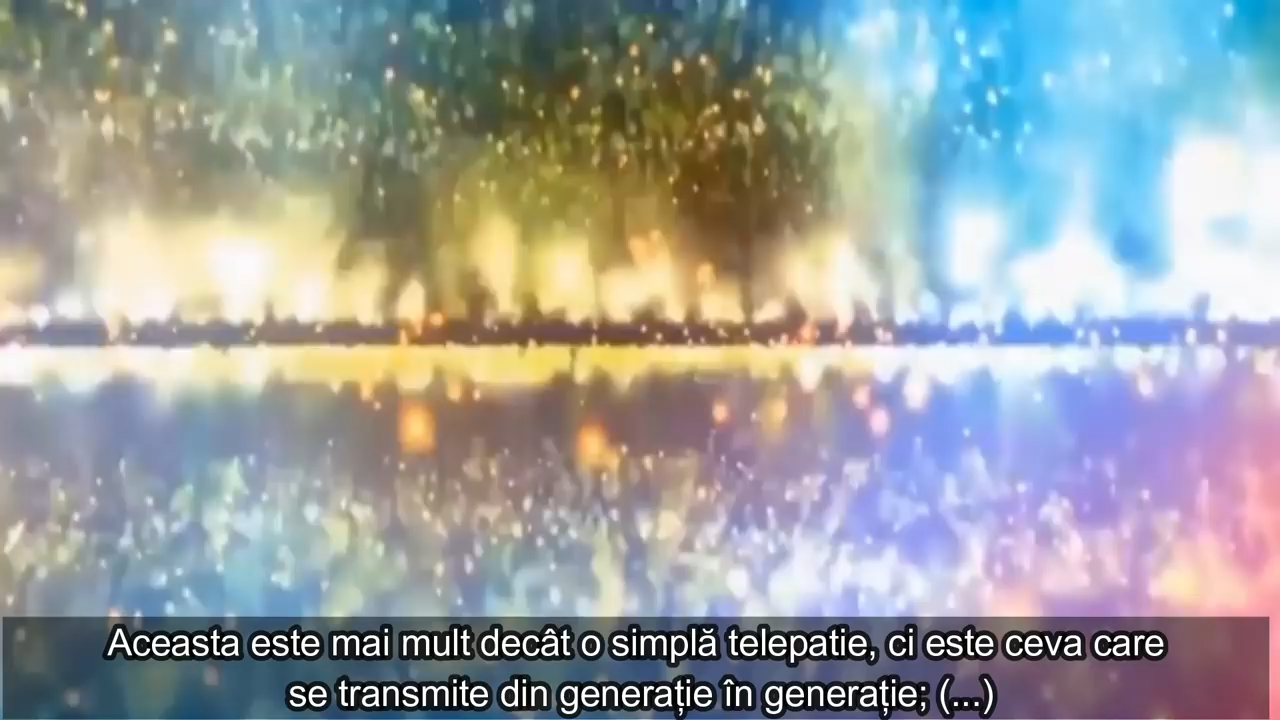 Aceasta este mai mult decât o simplă telepatie, ci este ceva care
se transmite din generație în generație; (...)